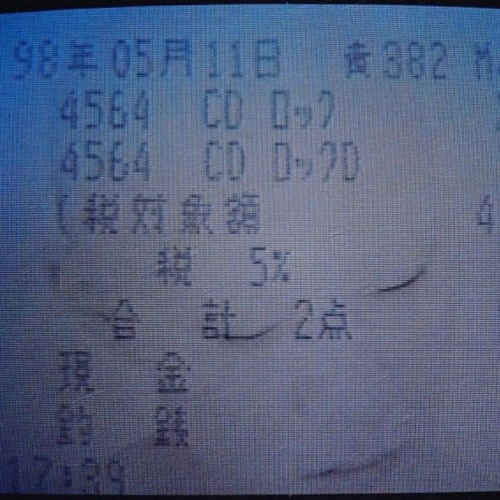 98年05月11日 責382 M
4564 CD ロック
4564 CD ロックD
(税対象額 4
税 5%
合 計 2点
現 金
釣 銭
17:39